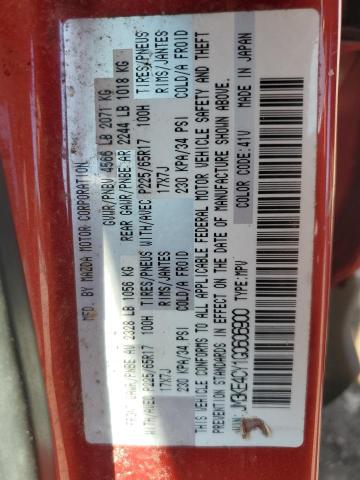 MFD BY MAZDA MOTOR CORPORATION
GVWR/PNBV 4566 LB 2071 KG
FRONT GAWR/PNBE AV 2328 LB 1056 KG REAR GAWR/PNBE AR 2244 LB 1018 KG
WITH/AVEC P225/65R17 100H TIRES/PNEUS WITH/AVEC P225/65R17 100H TIRES/PNEUS
17X7J RIMS/JANTES 17X7J RIMS/JANTES
230 KPA/34 PSI COLD/A FROID 230 KPA/34 PSI COLD/A FROID
THIS CONFORMS TO ALL APPLICABLE FEDERAL MOTOR VEHICLE SAFETY AND THEFT
PREVENTION STANDARDS IN EFFECT ON THE DATE OF MANUFACTURE SHOWN ABOVE.
TYPE:MPV COLOR CODE:41V MADE IN JAPAN